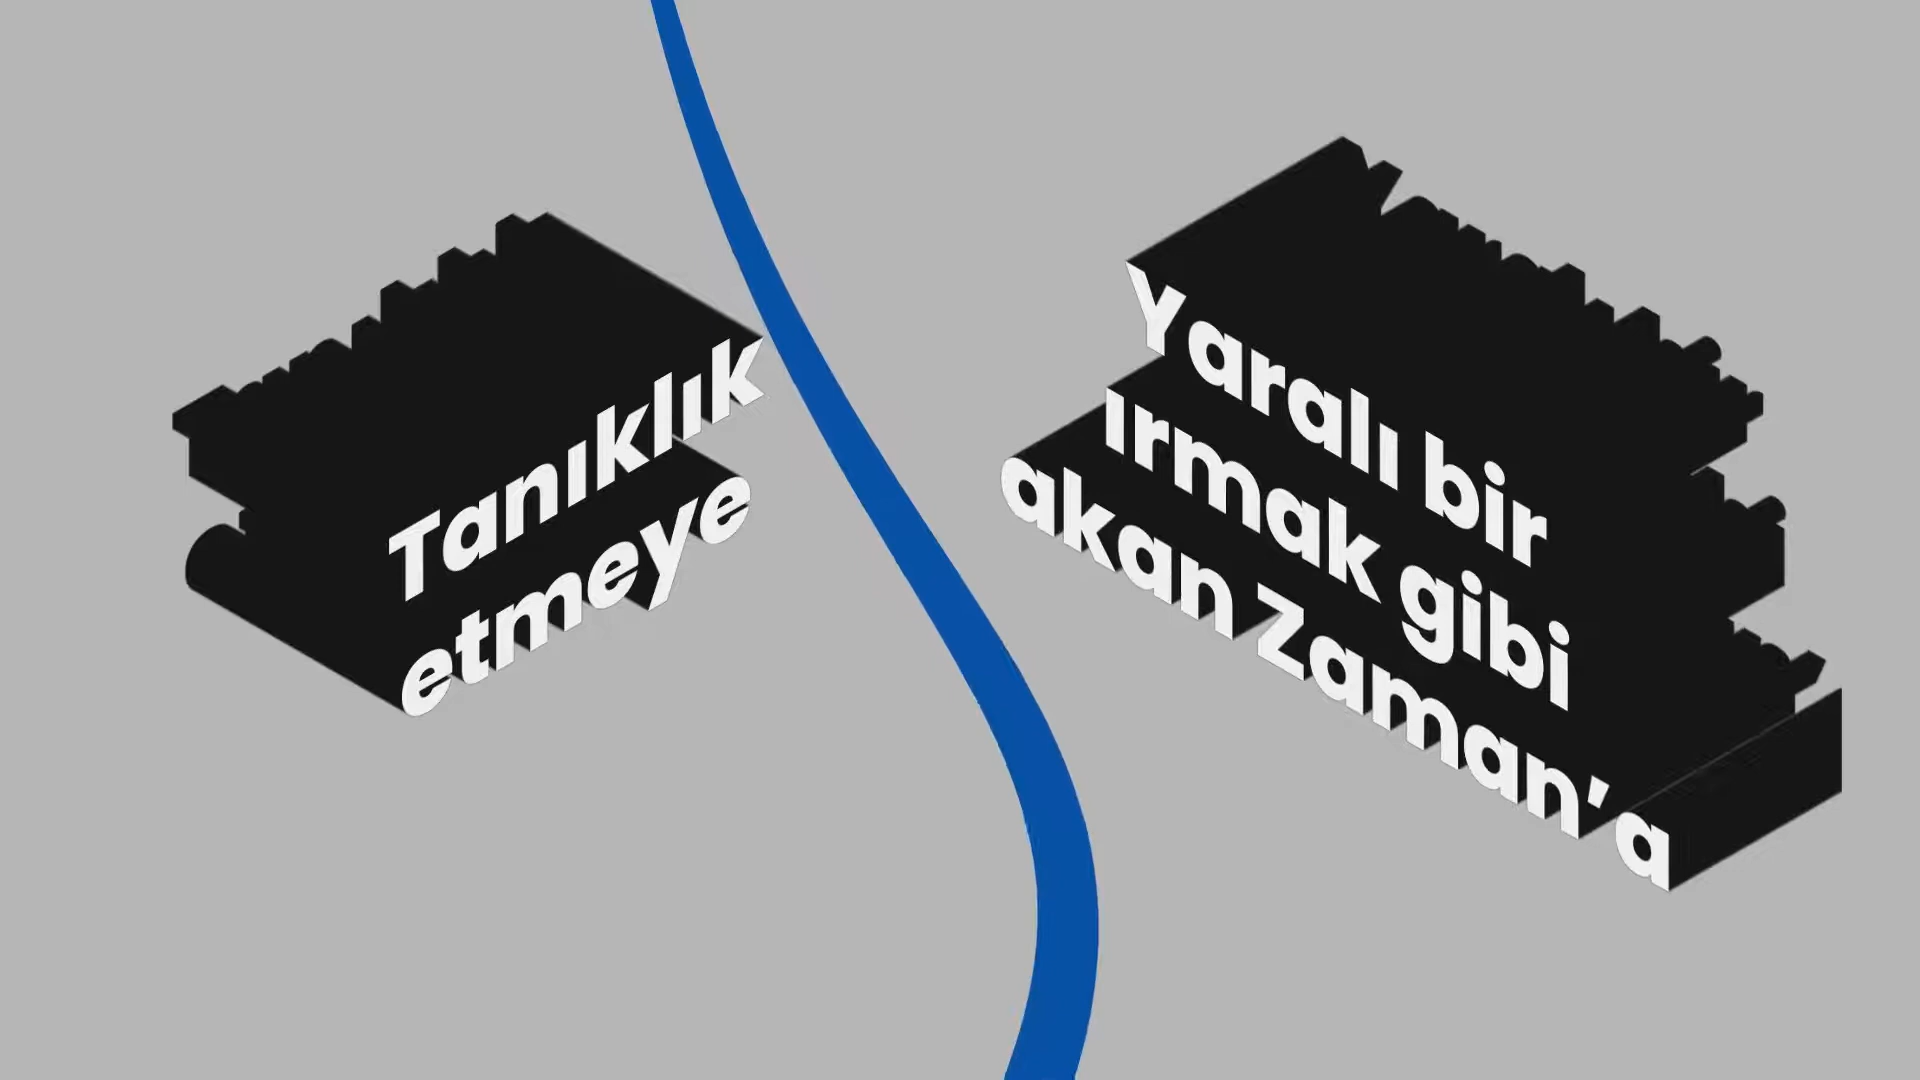 Tanıklık
etmeye
Yaralı bir
ırmak gibi
akan Zaman'a